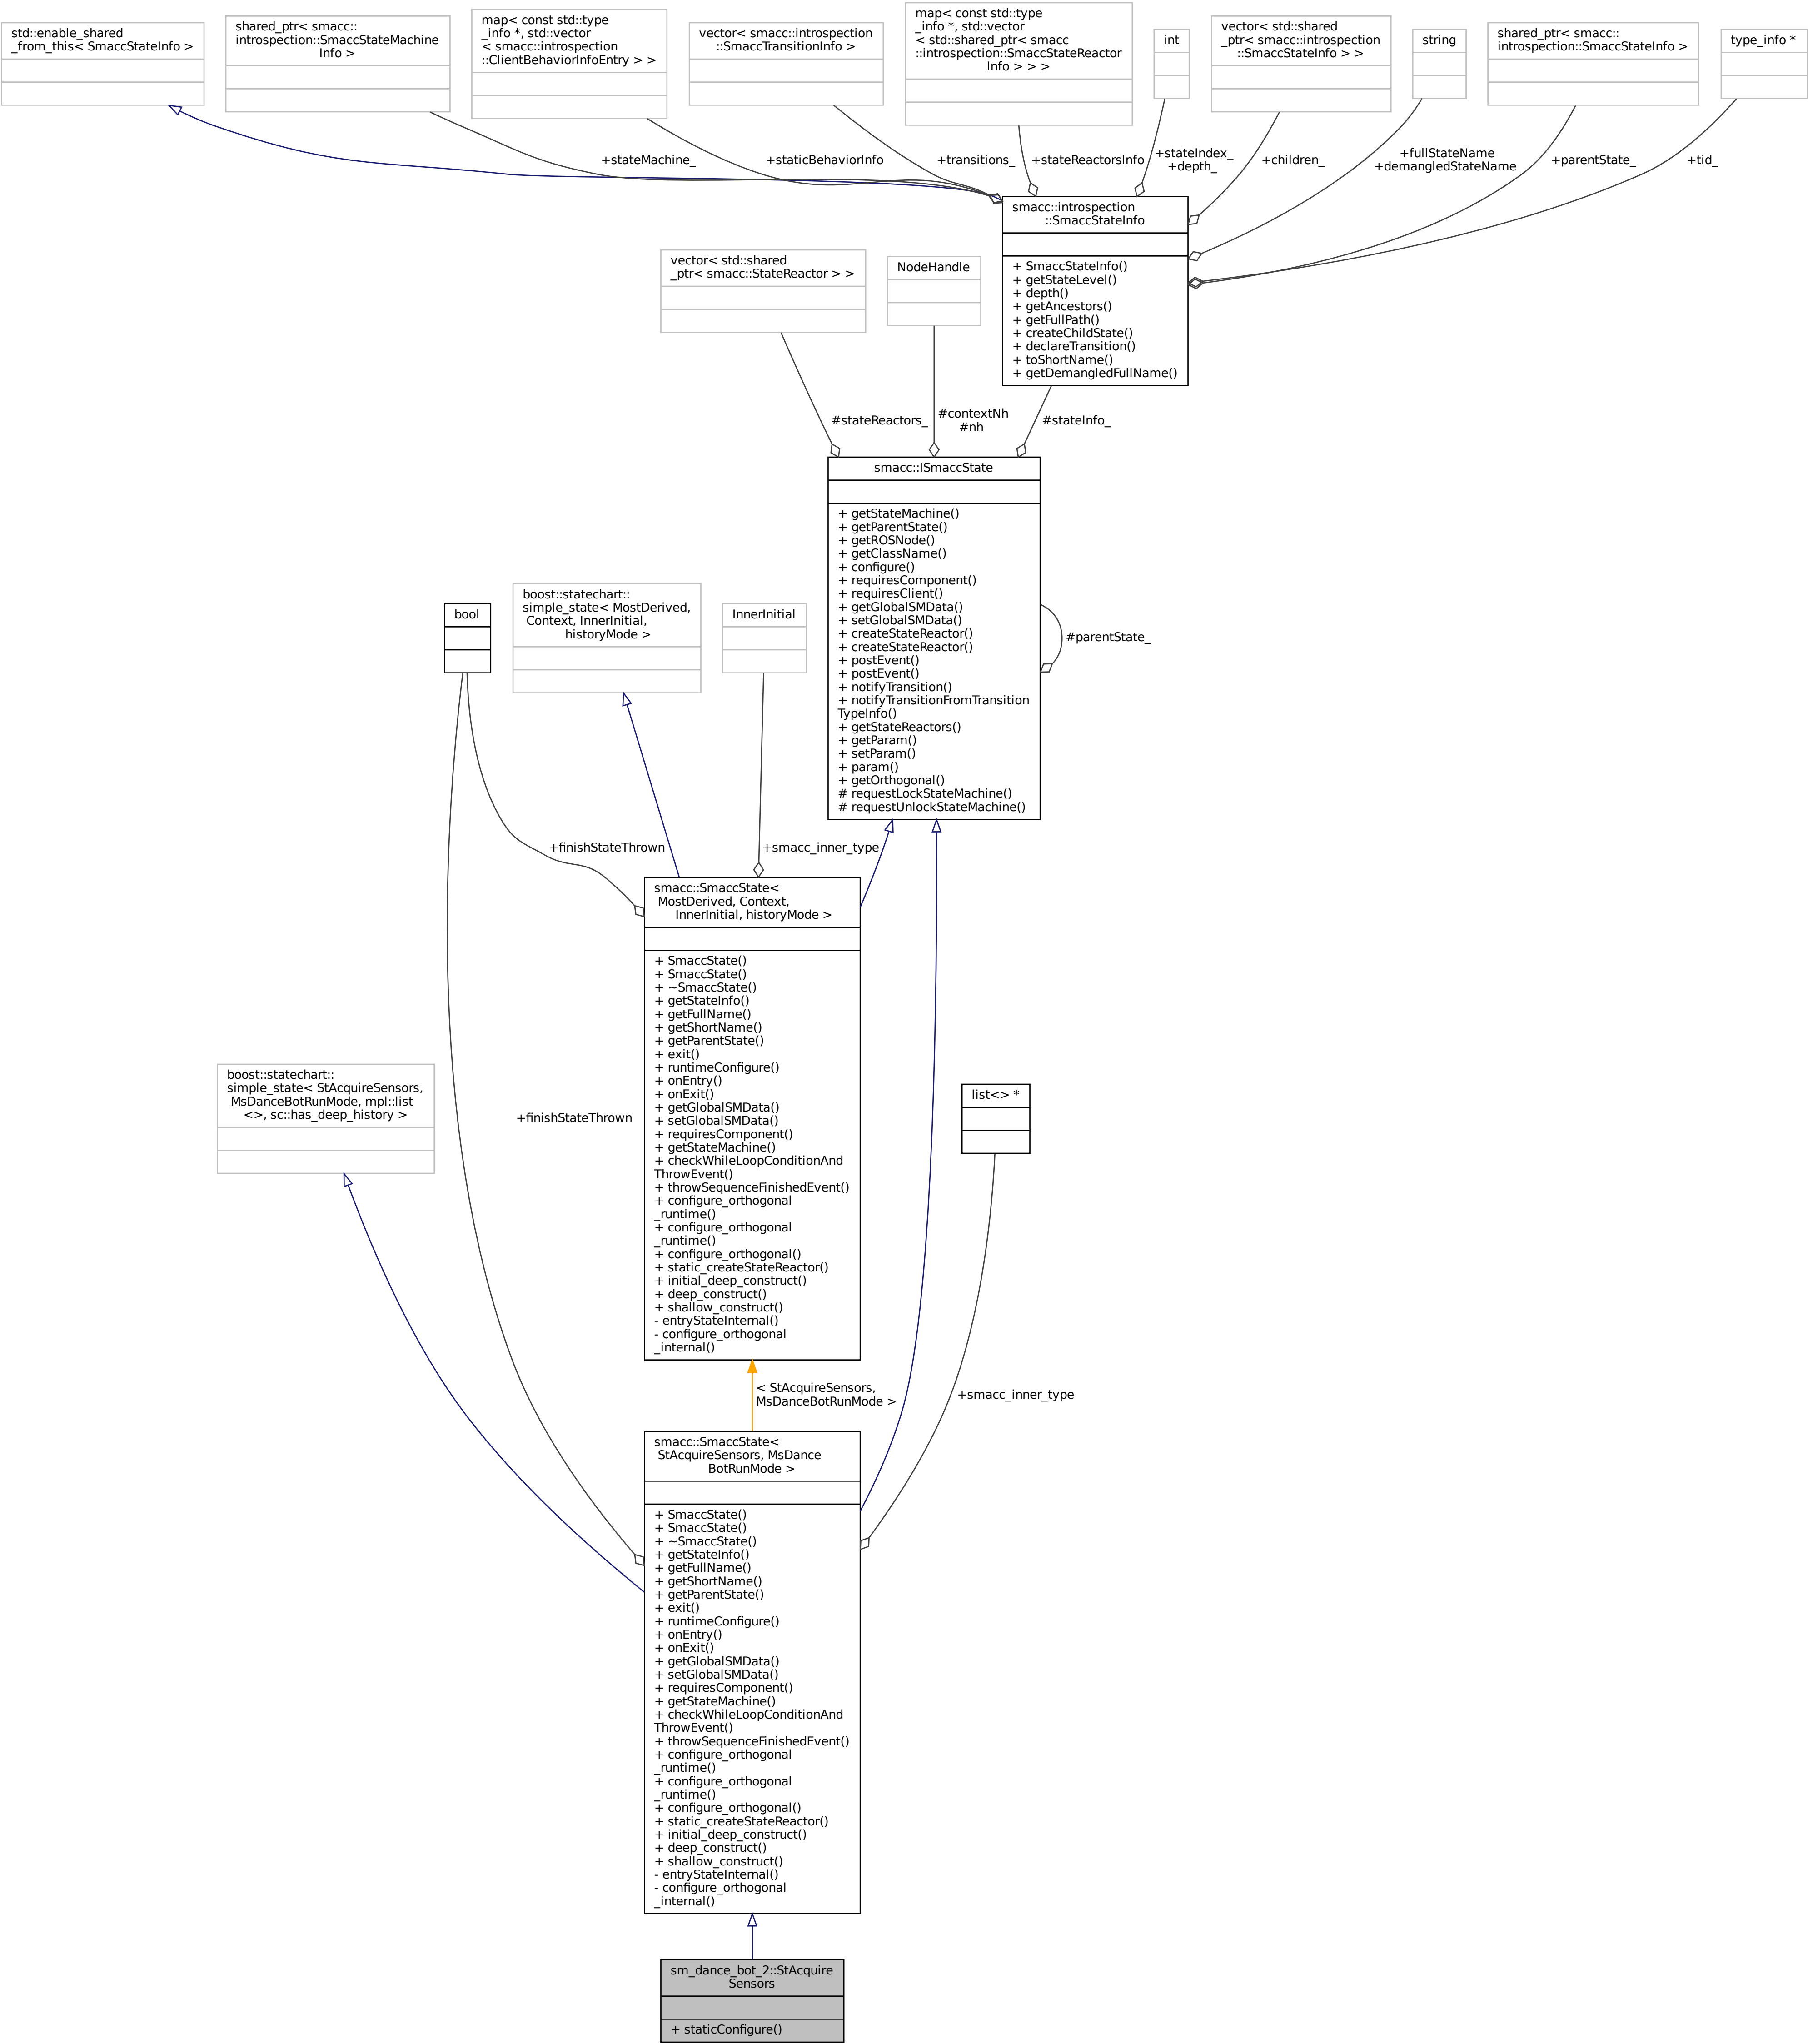 std::enable_shared
_from_this< SmaccStateInfo >
shared_ptr< smacc::
introspection::SmaccStateMachine
Info >
map< const std::type
_info *, std::vector
< smacc::introspection
::ClientBehaviorInfoEntry > >
vector< smacc::introspection
::SmaccTransitionInfo >
map< const std::type
_info *, std::vector
< std::shared_ptr< smacc
::introspection::SmaccStateReactor
Info > > >
int
vector< std::shared
_ptr< smacc::introspection
::SmaccStateInfo > >
string
shared_ptr< smacc::
introspection::SmaccStateInfo >
type_info *
+stateMachine_
+staticBehaviorInfo
+transitions_
+stateReactorsInfo
+stateIndex_
+depth_
+children_
+fullStateName
+demangledStateName
+parentState_
+tid_
smacc::introspection
::SmaccStateInfo
+ SmaccStateInfo()
+ getStateLevel()
+ depth()
+ getAncestors()
+ getFullPath()
+ createChildState()
+ declareTransition()
+ toShortName()
+ getDemangledFullName()
vector< std::shared
_ptr< smacc::StateReactor > >
NodeHandle
#stateReactors_
#contextNh
#nh
#stateInfo_
smacc::ISmaccState
+ getStateMachine()
+ getParentState()
+ getROSNode()
+ getClassName()
+ configure()
+ requiresComponent()
+ requiresClient()
+ getGlobalSMData()
+ setGlobalSMData()
+ createStateReactor()
+ createStateReactor()
+ postEvent()
+ postEvent()
+ notifyTransition()
+ notifyTransitionFromTransition
TypeInfo()
+ getStateReactors()
+ getParam()
+ setParam()
+ param()
+ getOrthogonal()
# requestLockStateMachine()
# requestUnlockStateMachine()
#parentState_
bool
boost::statechart::
simple_state< MostDerived,
Context, InnerInitial,
historyMode >
InnerInitial
+finishStateThrown
+smacc_inner_type
smacc::SmaccState<
MostDerived, Context,
InnerInitial, historyMode >
+ SmaccState()
+ SmaccState()
+ ~SmaccState()
+ getStateInfo()
+ getFullName()
+ getShortName()
+ getParentState()
+ exit()
+ runtimeConfigure()
+ onEntry()
+ onExit()
+ getGlobalSMData()
+ setGlobalSMData()
+ requiresComponent()
+ getStateMachine()
+ checkWhileLoopConditionAnd
ThrowEvent()
+ throwSequenceFinishedEvent()
+ configure_orthogonal
_runtime()
+ configure_orthogonal
_runtime()
+ configure_orthogonal()
+ static_createStateReactor()
+ initial_deep_construct()
+ deep_construct()
+ shallow_construct()
- entryStateInternal()
- configure_orthogonal
_internal()
boost::statechart::
simple_state< StAcquireSensors,
MsDanceBotRunMode, mpl::list
<>, sc::has_deep_history >
+finishStateThrown
list<> *
< StAcquireSensors,
MsDanceBotRunMode >
+smacc_inner_type
smacc::SmaccState<
StAcquireSensors, MsDance
BotRunMode >
+ SmaccState()
+ SmaccState()
+ ~SmaccState()
+ getStateInfo()
+ getFullName()
+ getShortName()
+ getParentState()
+ exit()
+ runtimeConfigure()
+ onEntry()
+ onExit()
+ getGlobalSMData()
+ setGlobalSMData()
+ requiresComponent()
+ getStateMachine()
+ checkWhileLoopConditionAnd
ThrowEvent()
+ throwSequenceFinishedEvent()
+ configure_orthogonal
_runtime()
+ configure_orthogonal
_runtime()
+ configure_orthogonal()
+ static_createStateReactor()
+ initial_deep_construct()
+ deep_construct()
+ shallow_construct()
- entryStateInternal()
- configure_orthogonal
_internal()
sm_dance_bot_2::StAcquire
Sensors
+ staticConfigure()